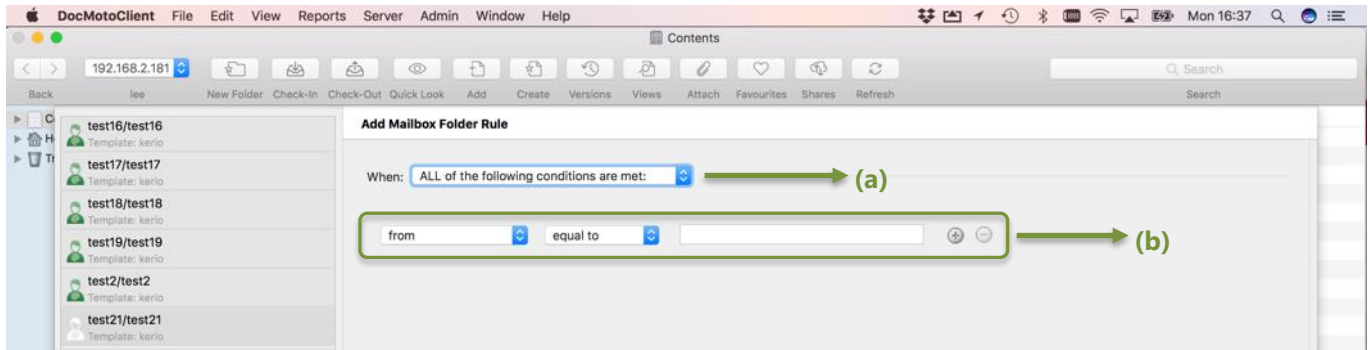 DocMotoClient File Edit View Reports Server Admin Window Help Mon 16:37
Contents
192.168.2.181 Search
Back lee New Folder Check-In Check-Out Quick Look Add Create Versions Views Attach Favourites Shares Refresh Search
C
H
Tr
test16/test16
Template: kerio
test17/test17
Template: kerio
test18/test18
Template: kerio
test19/test19
Template: kerio
test2/test2
Template: kerio
test21/test21
Template: kerio
Add Mailbox Folder Rule
When: ALL of the following conditions are met: (a)
from equal to (b)